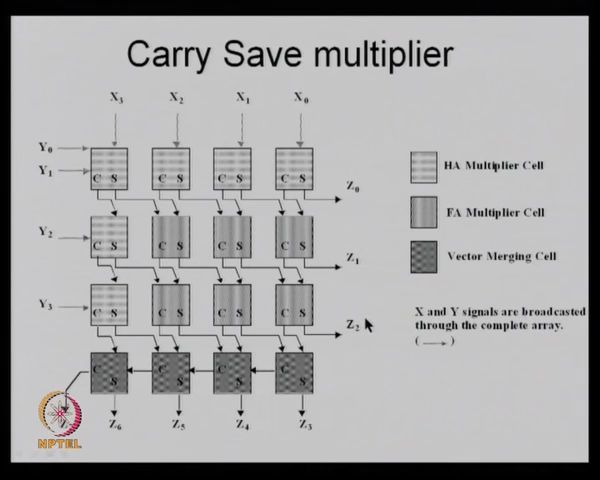 Carry Save multiplier
X3 X2 X1 X0
Y0
Y1
C S C S C S C S
HA Multiplier Cell
Z0
Y2
C S C S C S C S
FA Multiplier Cell
Z1
Vector Merging Cell
Y3
C S C S C S C S
X and Y signals are broadcasted
through the complete array.
( )
Z2
C S C S C S C S
Z6 Z5 Z4 Z3
NPTEL